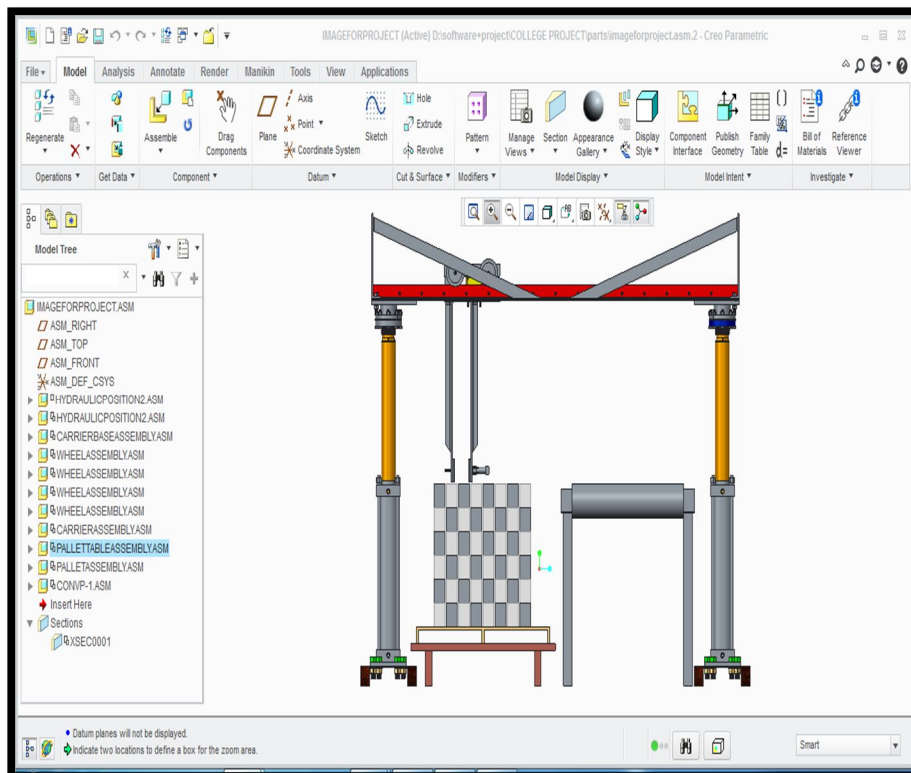 IMAGEFORPROJECT (Active) D:\software+project\COLLEGE PROJECT\parts\imageforproject.asm.2 - Creo Parametric
File Model Analysis Annotate Render Manikin Tools View Applications
Regenerate
Assemble
Drag Components
Plane
Axis
Point
Coordinate System
Sketch
Hole
Extrude
Revolve
Pattern
Manage Views
Section
Appearance Gallery
Display Style
Component Interface
Publish Geometry
Family Table
d=
Bill of Materials
Reference Viewer
Operations Get Data Component Datum Cut & Surface Modifiers Model Display Model Intent Investigate
Model Tree
IMAGEFORPROJECT.ASM
ASM_RIGHT
ASM_TOP
ASM_FRONT
ASM_DEF_CSYS
HYDRAULICPOSITION2.ASM
HYDRAULICPOSITION2.ASM
CARRIERBASEASSEMBLY.ASM
WHEELASSEMBLY.ASM
WHEELASSEMBLY.ASM
WHEELASSEMBLY.ASM
WHEELASSEMBLY.ASM
CARRIERASSEMBLY.ASM
PALLETTABLEASSEMBLY.ASM
PALLETASSEMBLY.ASM
CONVP-1.ASM
Insert Here
Sections
XSEC0001
Datum planes will not be displayed.
Indicate two locations to define a box for the zoom area.
Smart